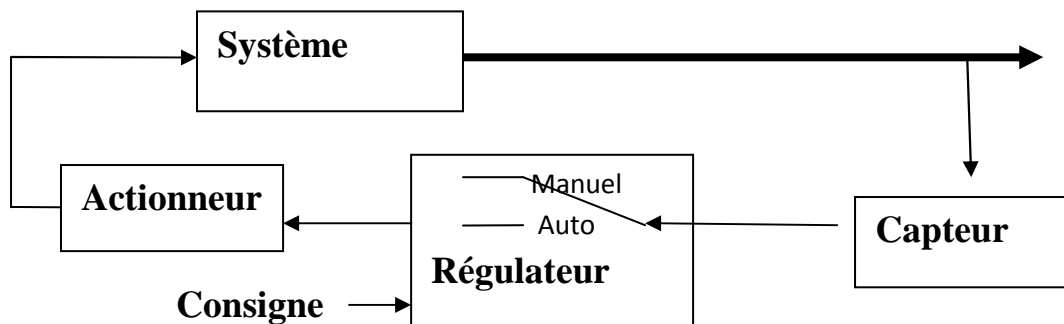 Système
Actionneur
Manuel
Auto
Régulateur
Capteur
Consigne